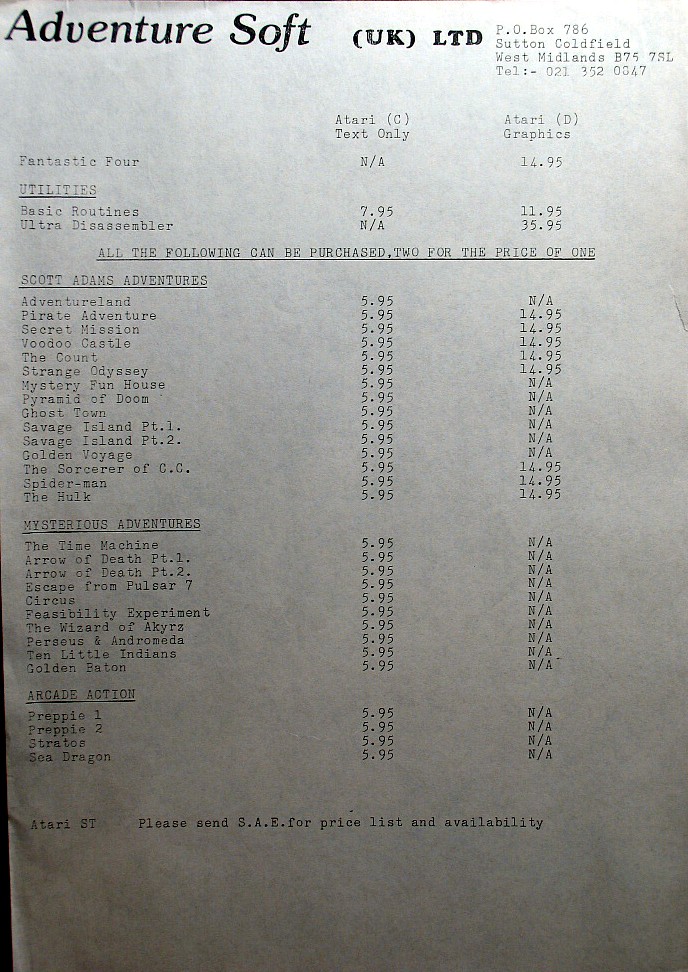 Adventure Soft (UK) LTD
P.O.Box 786
Sutton Coldfield
West Midlands B75 7SL
Tel:- 021 352 0847
Atari (C) Atari (D)
Text Only Graphics
Fantastic Four N/A 14.95
UTILITIES
Basic Routines 7.95 11.95
Ultra Disassembler N/A 35.95
ALL THE FOLLOWING CAN BE PURCHASED,TWO FOR THE PRICE OF ONE
SCOTT ADAMS ADVENTURES
Adventureland 5.95 N/A
Pirate Adventure 5.95 14.95
Secret Mission 5.95 14.95
Voodoo Castle 5.95 14.95
The Count 5.95 14.95
Strange Odyssey 5.95 14.95
Mystery Fun House 5.95 N/A
Pyramid of Doom 5.95 N/A
Ghost Town 5.95 N/A
Savage Island Pt.1. 5.95 N/A
Savage Island Pt.2. 5.95 N/A
Golden Voyage 5.95 N/A
The Sorcerer of C.C. 5.95 14.95
Spider-man 5.95 14.95
The Hulk 5.95 14.95
MYSTERIOUS ADVENTURES
The Time Machine 5.95 N/A
Arrow of Death Pt.1. 5.95 N/A
Arrow of Death Pt.2. 5.95 N/A
Escape from Pulsar 7 5.95 N/A
Circus 5.95 N/A
Feasibility Experiment 5.95 N/A
The Wizard of Akyrz 5.95 N/A
Perseus & Andromeda 5.95 N/A
Ten Little Indians 5.95 N/A
Golden Baton 5.95 N/A
ARCADE ACTION
Preppie 1 5.95 N/A
Preppie 2 5.95 N/A
Stratos 5.95 N/A
Sea Dragon 5.95 N/A
Atari ST Please send S.A.E.for price list and availability